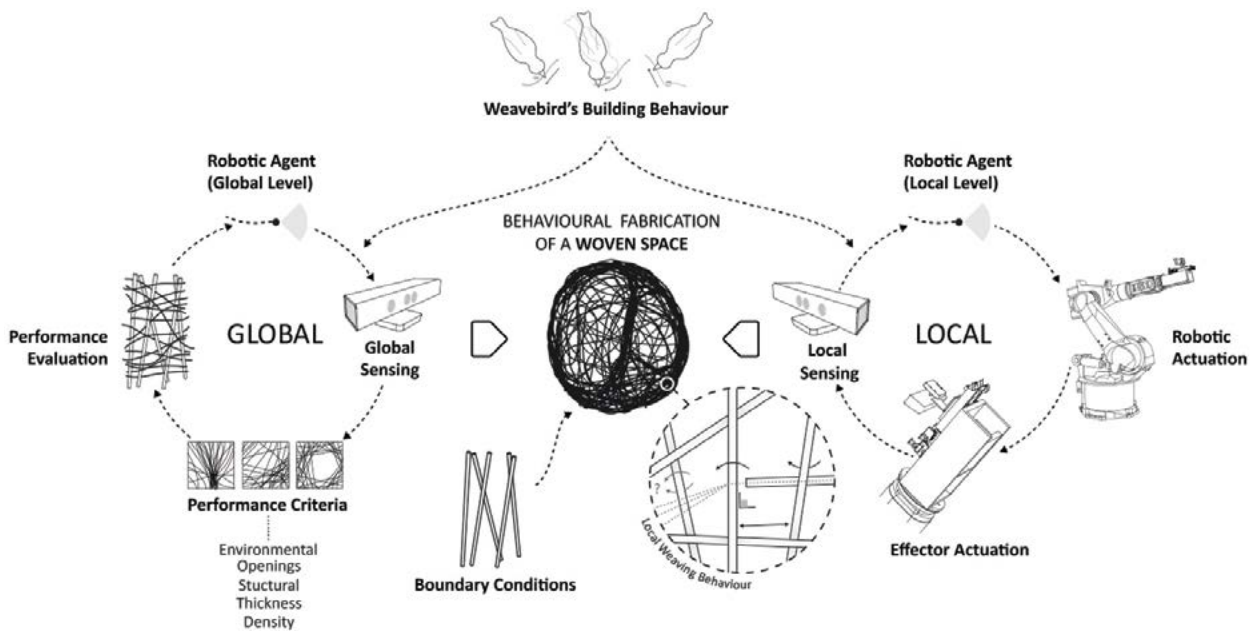 Weavebird's Building Behaviour
Robotic Agent
(Global Level)
Robotic Agent
(Local Level)
BEHAVIOURAL FABRICATION
OF A WOVEN SPACE
Performance
Evaluation
GLOBAL
Global
Sensing
Local
Sensing
LOCAL
Robotic
Actuation
Performance Criteria
Environmental
Openings
Stuctural
Thickness
Density
Boundary Conditions
?
Local Weaving Behaviour
Effector Actuation